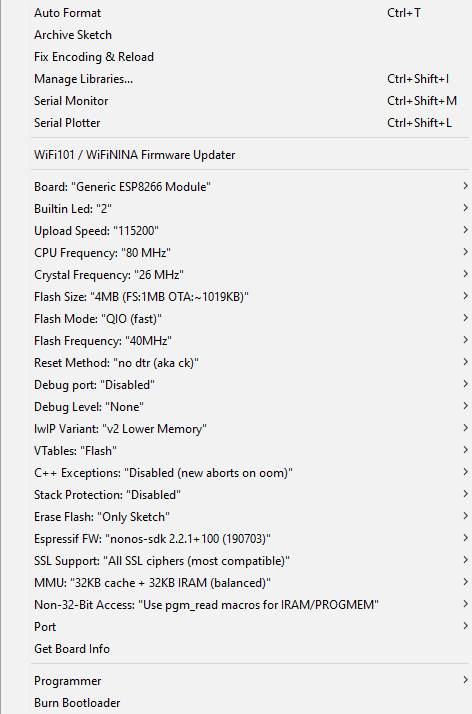 Auto Format Ctrl+T
Archive Sketch
Fix Encoding & Reload
Manage Libraries... Ctrl+Shift+I
Serial Monitor Ctrl+Shift+M
Serial Plotter Ctrl+Shift+L
WiFi101 / WiFiNINA Firmware Updater
Board: "Generic ESP8266 Module"
Builtin Led: "2"
Upload Speed: "115200"
CPU Frequency: "80 MHz"
Crystal Frequency: "26 MHz"
Flash Size: "4MB (FS:1MB OTA:~1019KB)"
Flash Mode: "QIO (fast)"
Flash Frequency: "40MHz"
Reset Method: "no dtr (aka ck)"
Debug port: "Disabled"
Debug Level: "None"
lwIP Variant: "v2 Lower Memory"
VTables: "Flash"
C++ Exceptions: "Disabled (new aborts on oom)"
Stack Protection: "Disabled"
Erase Flash: "Only Sketch"
Espressif FW: "nonos-sdk 2.2.1+100 (190703)"
SSL Support: "All SSL ciphers (most compatible)"
MMU: "32KB cache + 32KB IRAM (balanced)"
Non-32-Bit Access: "Use pgm_read macros for IRAM/PROGMEM"
Port
Get Board Info
Programmer
Burn Bootloader